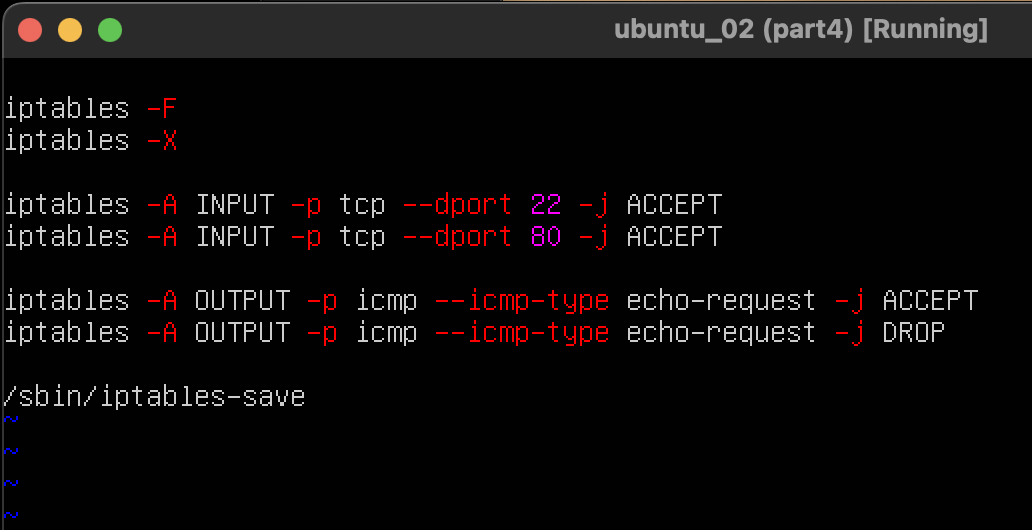 ubuntu_02 (part4) [Running]
iptables -F
iptables -X
iptables -A INPUT -p tcp --dport 22 -j ACCEPT
iptables -A INPUT -p tcp --dport 80 -j ACCEPT
iptables -A OUTPUT -p icmp --icmp-type echo-request -j ACCEPT
iptables -A OUTPUT -p icmp --icmp-type echo-request -j DROP
/sbin/iptables-save
~
~
~
~